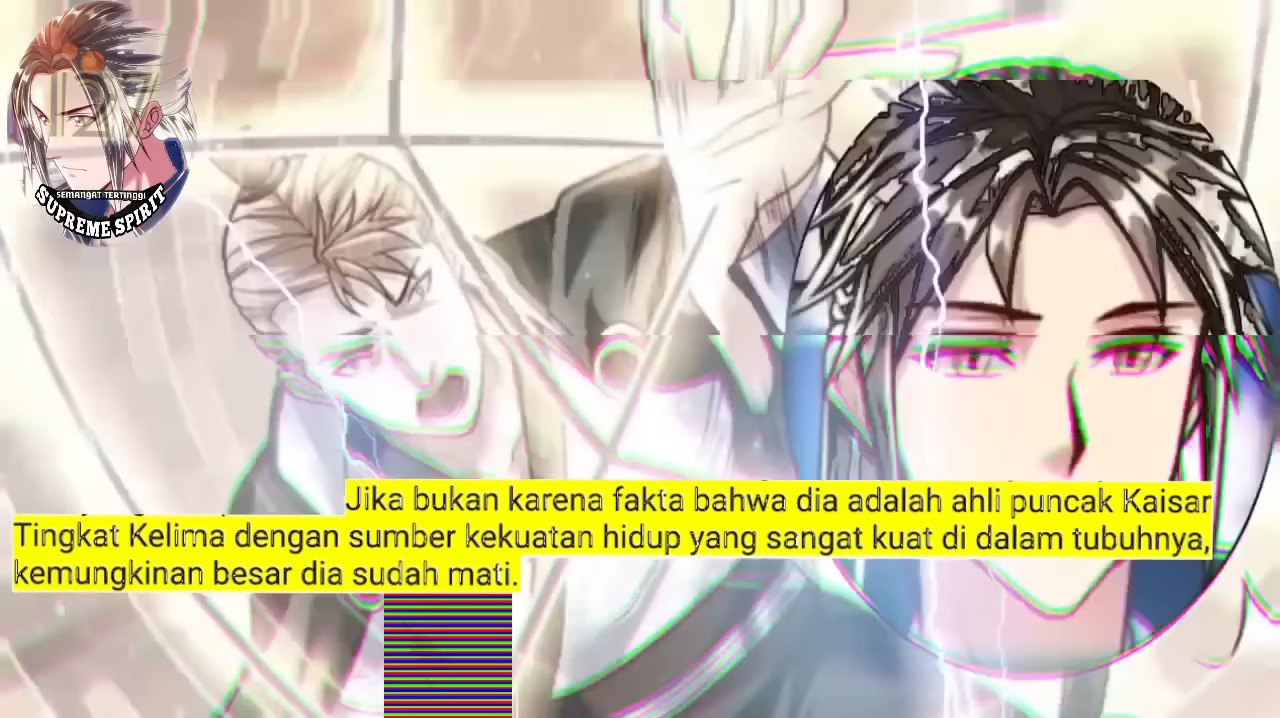 127
SEMANGAT TERTINGGI
SUPREME SPIRIT
Jika bukan karena fakta bahwa dia adalah ahli puncak Kaisar
Tingkat Kelima dengan sumber kekuatan hidup yang sangat kuat di dalam tubuhnya,
kemungkinan besar dia sudah mati.